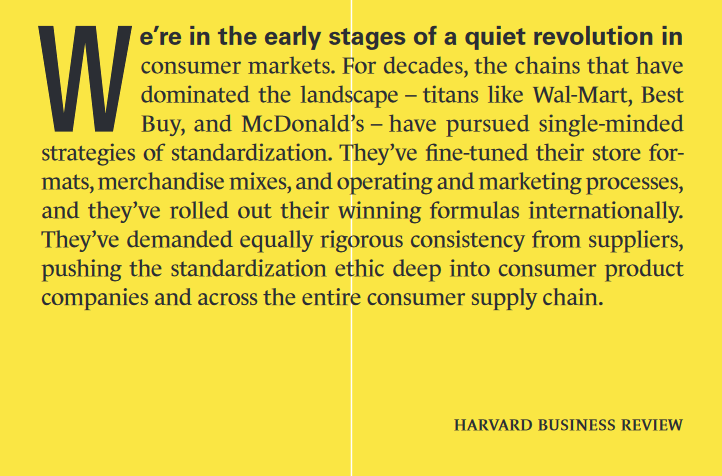 We're in the early stages of a quiet revolution in
consumer markets. For decades, the chains that have
dominated the landscape – titans like Wal-Mart, Best
Buy, and McDonald's – have pursued single-minded
strategies of standardization. They've fine-tuned their store for-
mats, merchandise mixes, and operating and marketing processes,
and they've rolled out their winning formulas internationally.
They've demanded equally rigorous consistency from suppliers,
pushing the standardization ethic deep into consumer product
companies and across the entire consumer supply chain.
HARVARD BUSINESS REVIEW